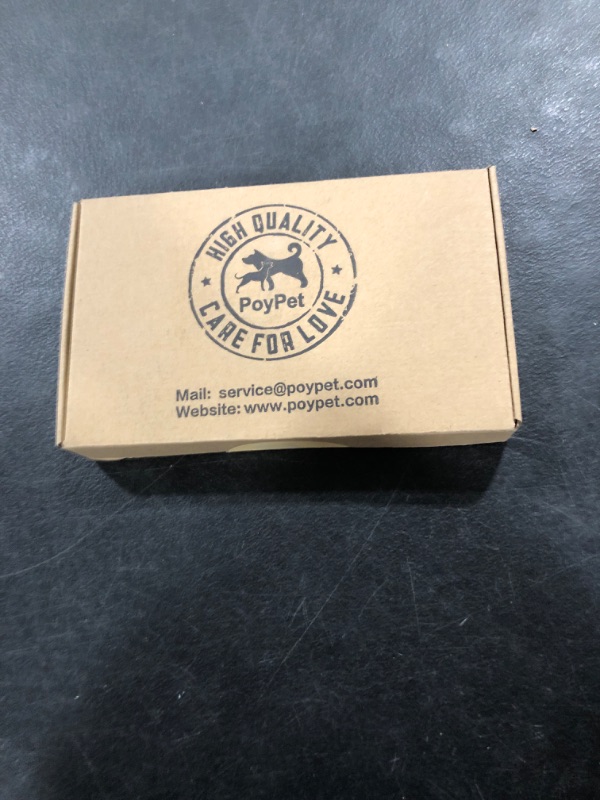 HIGH QUALITY
PoyPet
CARE FOR LOVE
Mail: service@poypet.com
Website: www.poypet.com